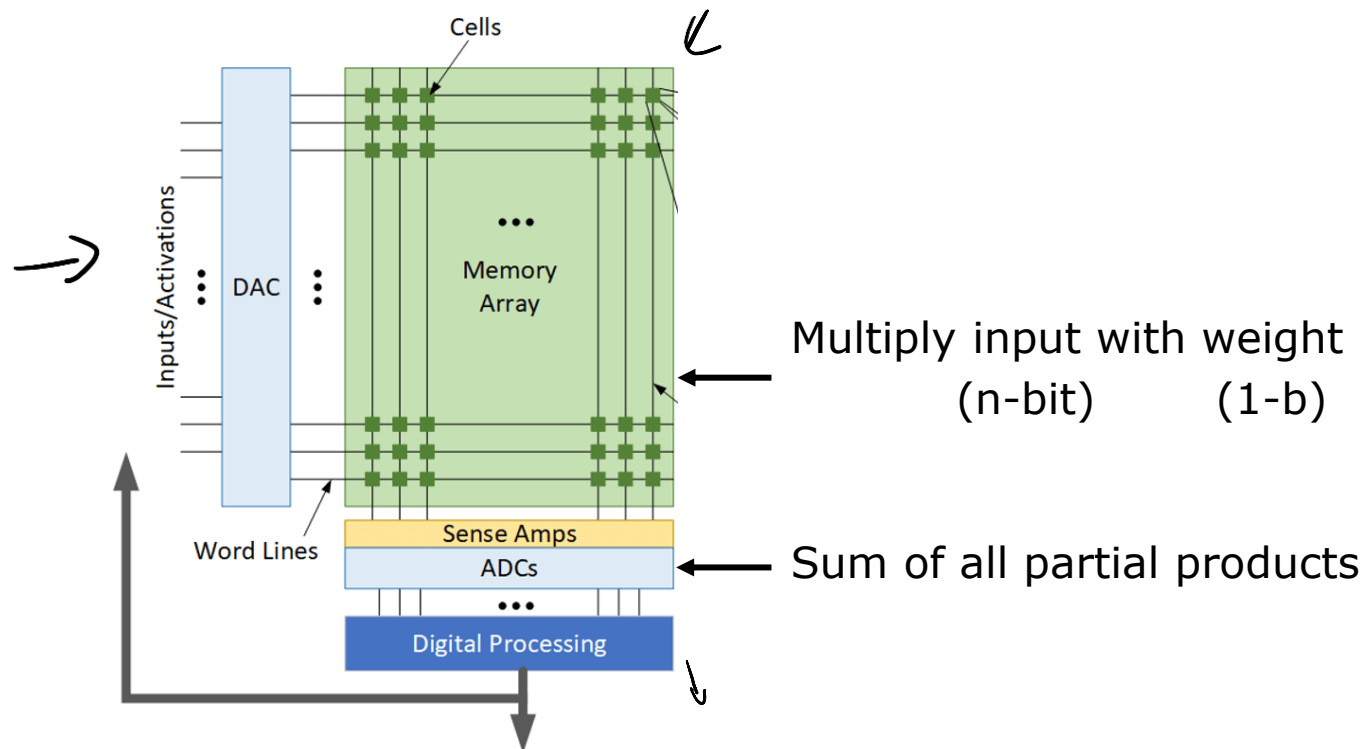 Cells
Inputs/Activations
DAC
Memory
Array
Multiply input with weight
(n-bit) (1-b)
Word Lines
Sense Amps
ADCs
Sum of all partial products
Digital Processing